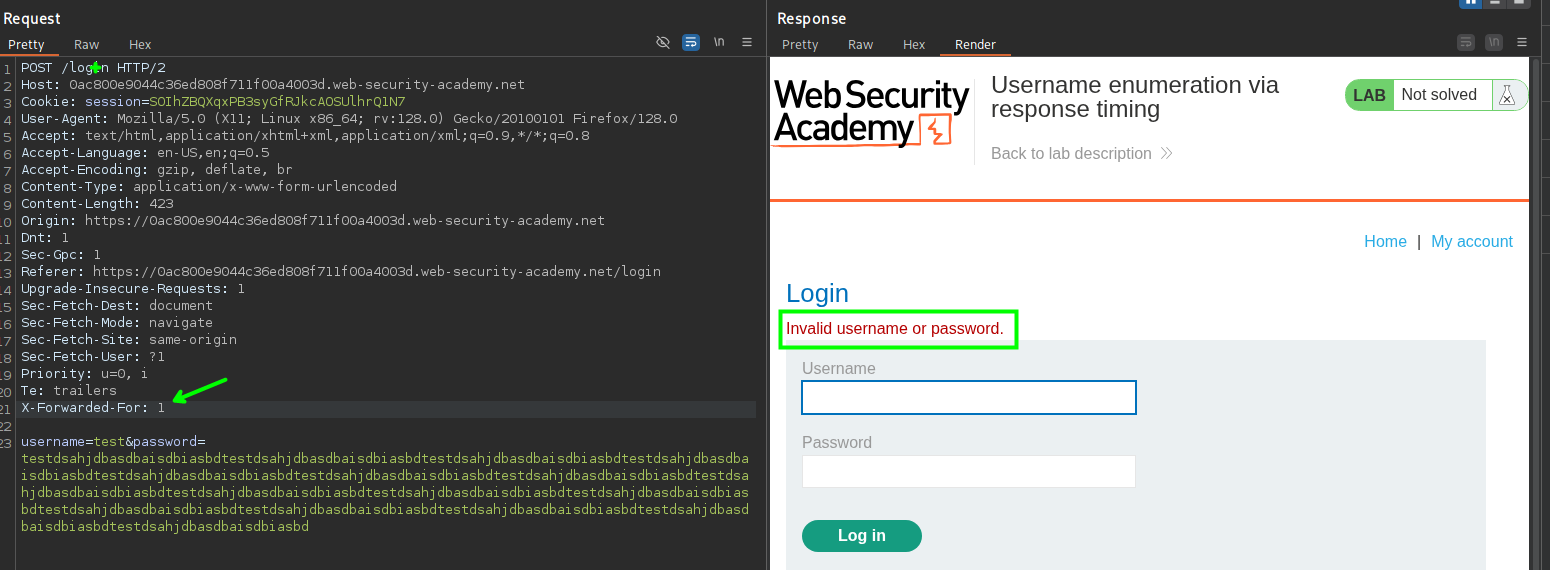 Request
Pretty Raw Hex
\n
1 POST /login HTTP/2
2 Host: 0ac800e9044c36ed808f711f00a4003d.web-security-academy.net
3 Cookie: session=SOIhZBQXqxPB3syGfRJkcAOSUlhrQ1N7
4 User-Agent: Mozilla/5.0 (X11; Linux x86_64; rv:128.0) Gecko/20100101 Firefox/128.0
5 Accept: text/html,application/xhtml+xml,application/xml;q=0.9,*/*;q=0.8
6 Accept-Language: en-US,en;q=0.5
7 Accept-Encoding: gzip, deflate, br
8 Content-Type: application/x-www-form-urlencoded
9 Content-Length: 423
10 Origin: https://0ac800e9044c36ed808f711f00a4003d.web-security-academy.net
11 Dnt: 1
12 Sec-Gpc: 1
13 Referer: https://0ac800e9044c36ed808f711f00a4003d.web-security-academy.net/login
14 Upgrade-Insecure-Requests: 1
15 Sec-Fetch-Dest: document
16 Sec-Fetch-Mode: navigate
17 Sec-Fetch-Site: same-origin
18 Sec-Fetch-User: ?1
19 Priority: u=0, i
20 Te: trailers
21 X-Forwarded-For: 1
22
23 username=test&password=
testdsahjdbasdbaisdbiasbdtestdsahjdbasdbaisdbiasbdtestdsahjdbasdbaisdbiasbdtestdsahjdbasdba
isdbiasbdtestdsahjdbasdbaisdbiasbdtestdsahjdbasdbaisdbiasbdtestdsahjdbasdbaisdbiasbdtestdsa
hjdbasdbaisdbiasbdtestdsahjdbasdbaisdbiasbdtestdsahjdbasdbaisdbiasbdtestdsahjdbasdbaisdbias
bdtestdsahjdbasdbaisdbiasbdtestdsahjdbasdbaisdbiasbdtestdsahjdbasdbaisdbiasbdtestdsahjdbasd
baisdbiasbdtestdsahjdbasdbaisdbiasbd
Response
Pretty Raw Hex Render
\n
Web Security
Academy
Username enumeration via
response timing
Back to lab description
LAB Not solved
Home | My account
Login
Invalid username or password.
Username
Password
Log in